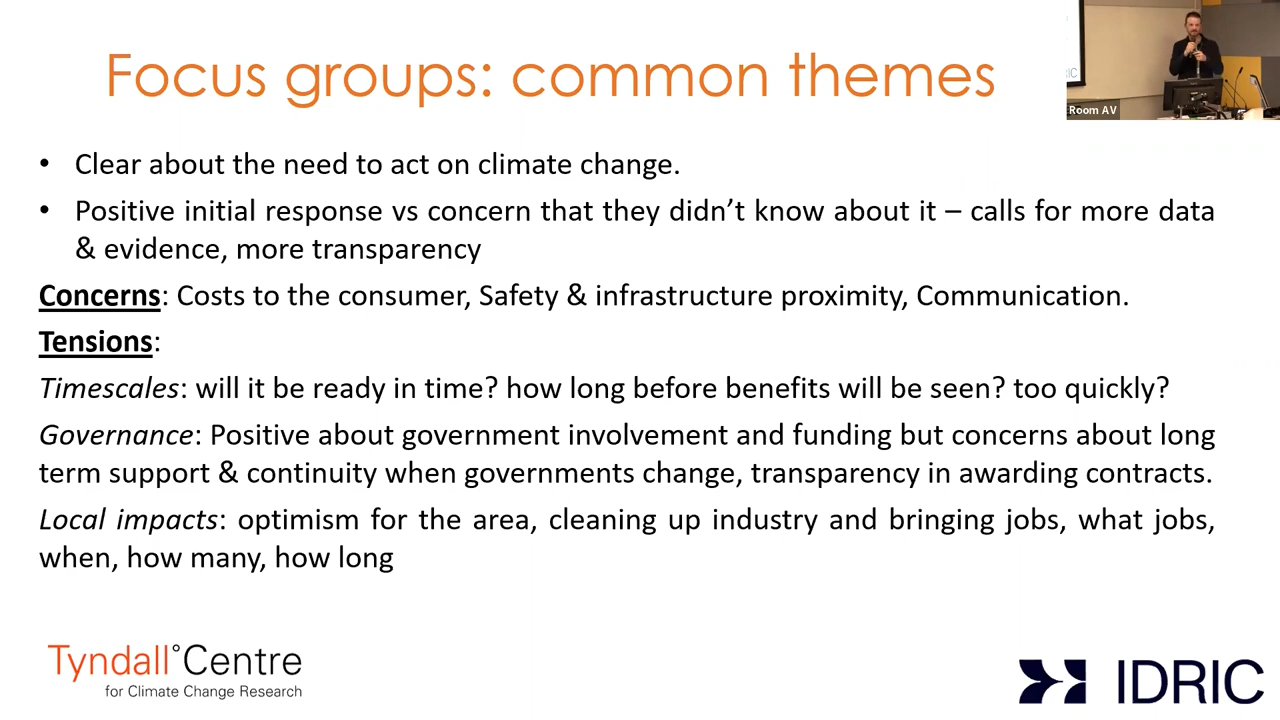 Focus groups: common themes
IDRIC
Room AV
• Clear about the need to act on climate change.
• Positive initial response vs concern that they didn’t know about it – calls for more data
& evidence, more transparency
Concerns: Costs to the consumer, Safety & infrastructure proximity, Communication.
Tensions:
Timescales: will it be ready in time? how long before benefits will be seen? too quickly?
Governance: Positive about government involvement and funding but concerns about long
term support & continuity when governments change, transparency in awarding contracts.
Local impacts: optimism for the area, cleaning up industry and bringing jobs, what jobs,
when, how many, how long
Tyndall°Centre
for Climate Change Research
IDRIC